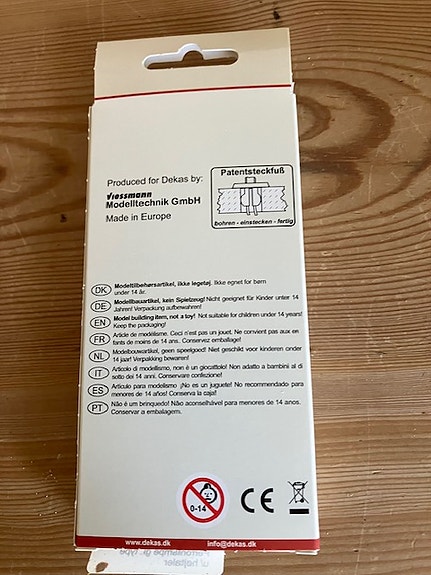 Produced for Dekas by:
Viessmann
Modelltechnik GmbH
Made in Europe
Patentsteckfuß
bohren - einstecken - fertig
DK Modeltilbehørsartikel, ikke legetøj. Ikke egnet for børn
under 14 år.
DE Modellbauartikel, kein Spielzeug! Nicht geeignet für Kinder unter 14
Jahren! Verpackung aufbewahren!
EN Model building item, not a toy! Not suitable for children under 14 years!
Keep the packaging!
FR Article de modélisme. Ceci n'est pas un jouet. Ne convient pas aux en-
fants de moins de 14 ans. Conservez emballage!
NL Modelbouwartikel, geen speelgoed! Niet geschikt voor kinderen onder
14 jaar! Verpakking bewaren!
IT Articolo di modellismo, non è un giocattolo! Non adatto a bambini al di
sotto dei 14 anni. Conservare confezione!
ES Artículo para modelismo ¡No es un juguete! No recomendado para
menores de 14 años! Conserva la caja!
PT Não é um brinquedo! Não aconselhável para menores de 14 anos.
Conservar a embalagem.
0-14
CE
www.dekas.dk info@dekas.dk